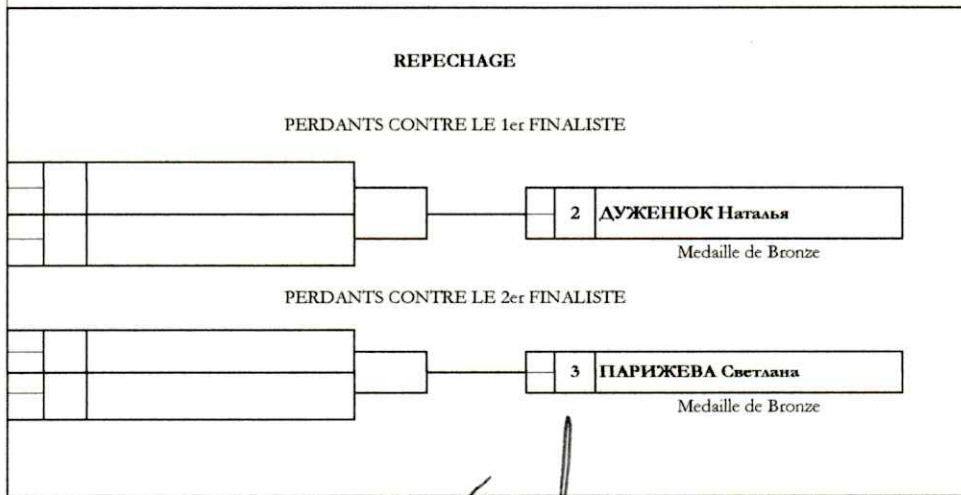 REPECHAGE
PERDANTS CONTRE LE 1er FINALISTE
2 ДУЖЕНЮК Наталья
Medaille de Bronze
PERDANTS CONTRE LE 2er FINALISTE
3 ПАРИЖЕВА Светлана
Medaille de Bronze